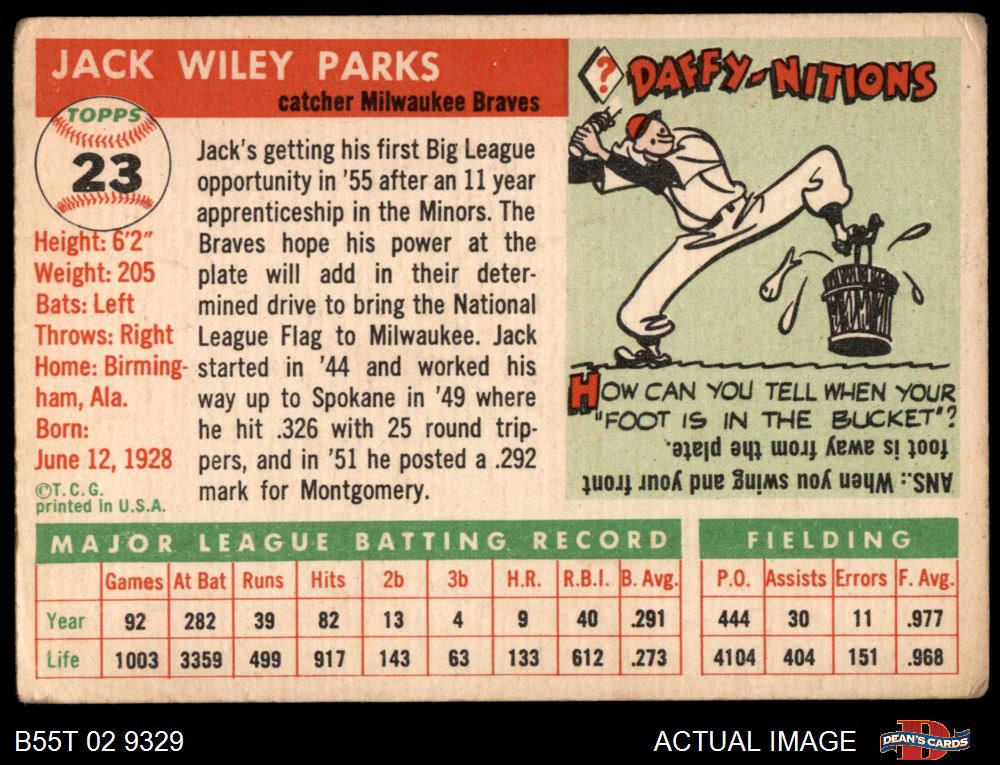 JACK WILEY PARKS
catcher Milwaukee Braves
TOPPS
23
Height: 6'2"
Weight: 205
Bats: Left
Throws: Right
Home: Birming-
ham, Ala.
Born:
June 12, 1928
©T. C. G.
printed in U.S.A.
Jack's getting his first Big League
opportunity in '55 after an 11 year
apprenticeship in the Minors. The
Braves hope his power at the
plate will add in their deter-
mined drive to bring the National
League Flag to Milwaukee. Jack
started in '44 and worked his
way up to Spokane in '49 where
he hit .326 with 25 round trip-
pers, and in '51 he posted a .292
mark for Montgomery.
? DAFFY-NITIONS
HOW CAN YOU TELL WHEN YOUR
"FOOT IS IN THE BUCKET"?
ANS.: When you swing and your front
foot is away from the plate.
MAJOR LEAGUE BATTING RECORD FIELDING
Games At Bat Runs Hits 2b 3b H.R. R.B.I. B. Avg. P.O. Assists Errors F. Avg.
Year 92 282 39 82 13 4 9 40 .291 444 30 11 .977
Life 1003 3359 499 917 143 63 133 612 .273 4104 404 151 .968
B55T 02 9329
ACTUAL IMAGE
DEAN'S CARDS